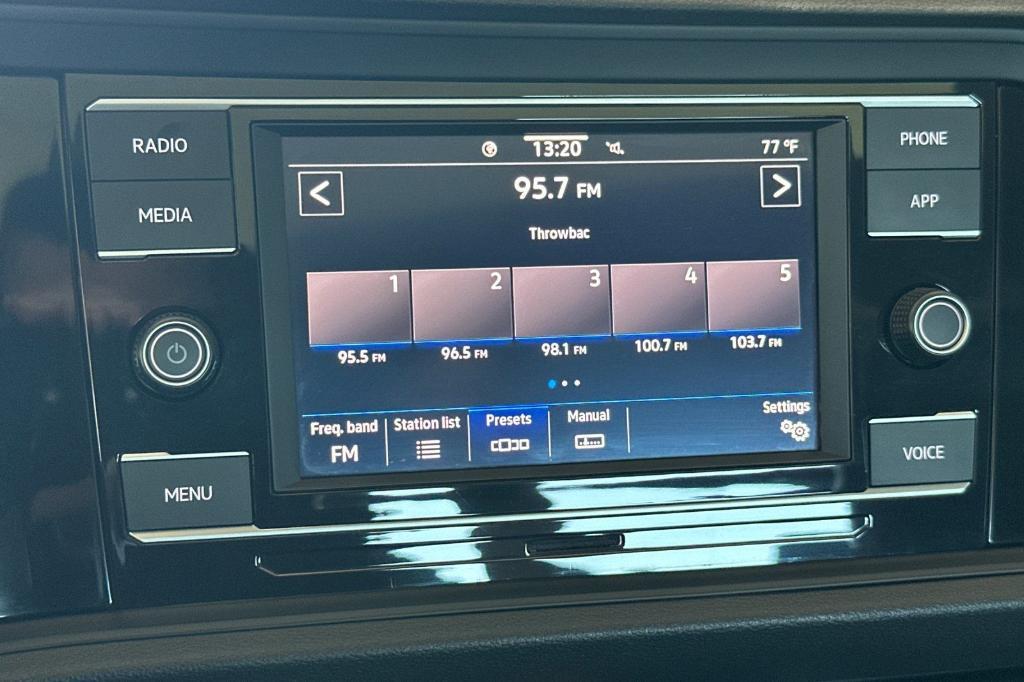 RADIO
MEDIA
MENU
PHONE
APP
VOICE
13:20
77 °F
95.7 FM
Throwbac
1
2
3
4
5
95.5 FM
96.5 FM
98.1 FM
100.7 FM
103.7 FM
Freq. band
FM
Station list
Presets
Manual
Settings